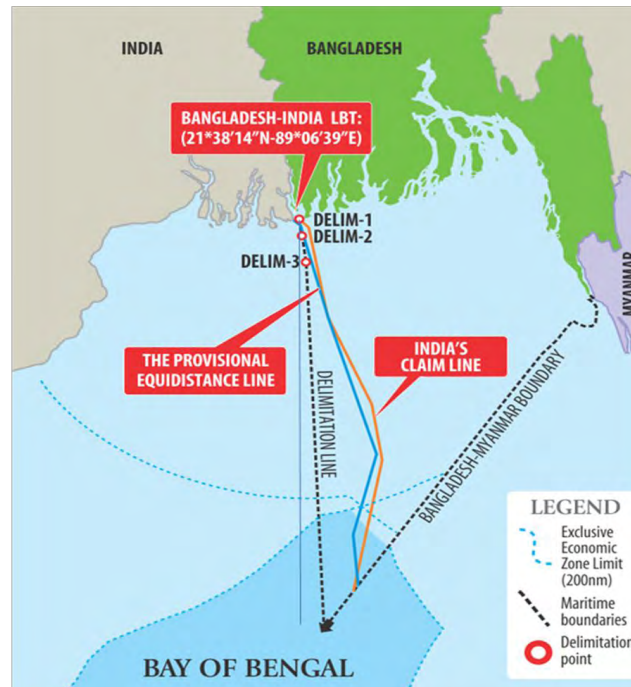 INDIA
BANGLADESH
BANGLADESH-INDIA LBT:
(21*38'14"N-89*06'39"E)
DELIM-1
DELIM-2
DELIM-3
MYANMAR
THE PROVISIONAL
EQUIDISTANCE LINE
INDIA'S
CLAIM LINE
DELIMITATION LINE
BANGLADESH-MYANMAR BOUNDARY
LEGEND
Exclusive
Economic
Zone Limit
(200nm)
Maritime
boundaries
Delimitation
point
BAY OF BENGAL